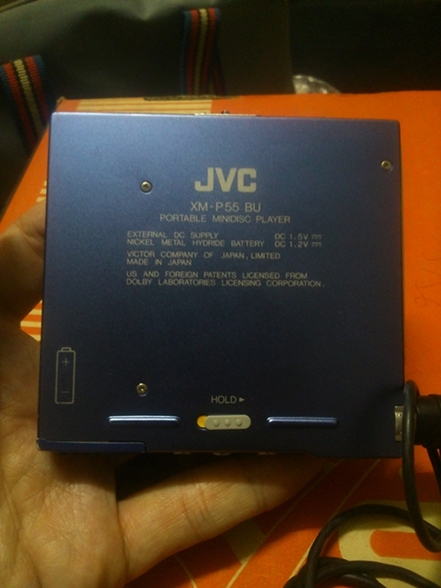 JVC
XM-P55 BU
PORTABLE MINIDISC PLAYER
EXTERNAL DC SUPPLY DC 1.5V
NICKEL METAL HYDRIDE BATTERY DC 1.2V
VICTOR COMPANY OF JAPAN, LIMITED
MADE IN JAPAN
US AND FOREIGN PATENTS LICENSED FROM
DOLBY LABORATORIES LICENSING CORPORATION.
+
-
HOLD ►